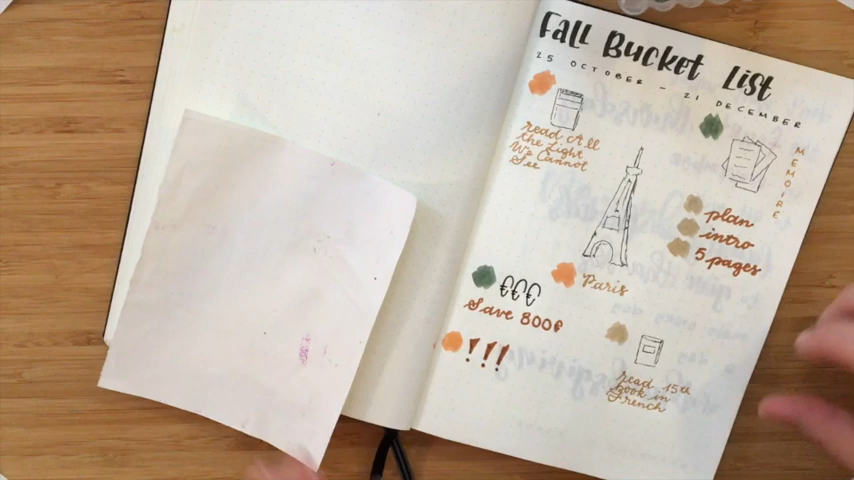 Fall Bucket List
25 OCTOBER - 21 DECEMBER
read All
the Light
We Cannot
See
MEMOIRE
plan
intro
5 pages
Paris
€€€
Save 800€
!!!
read 15th
book in
French